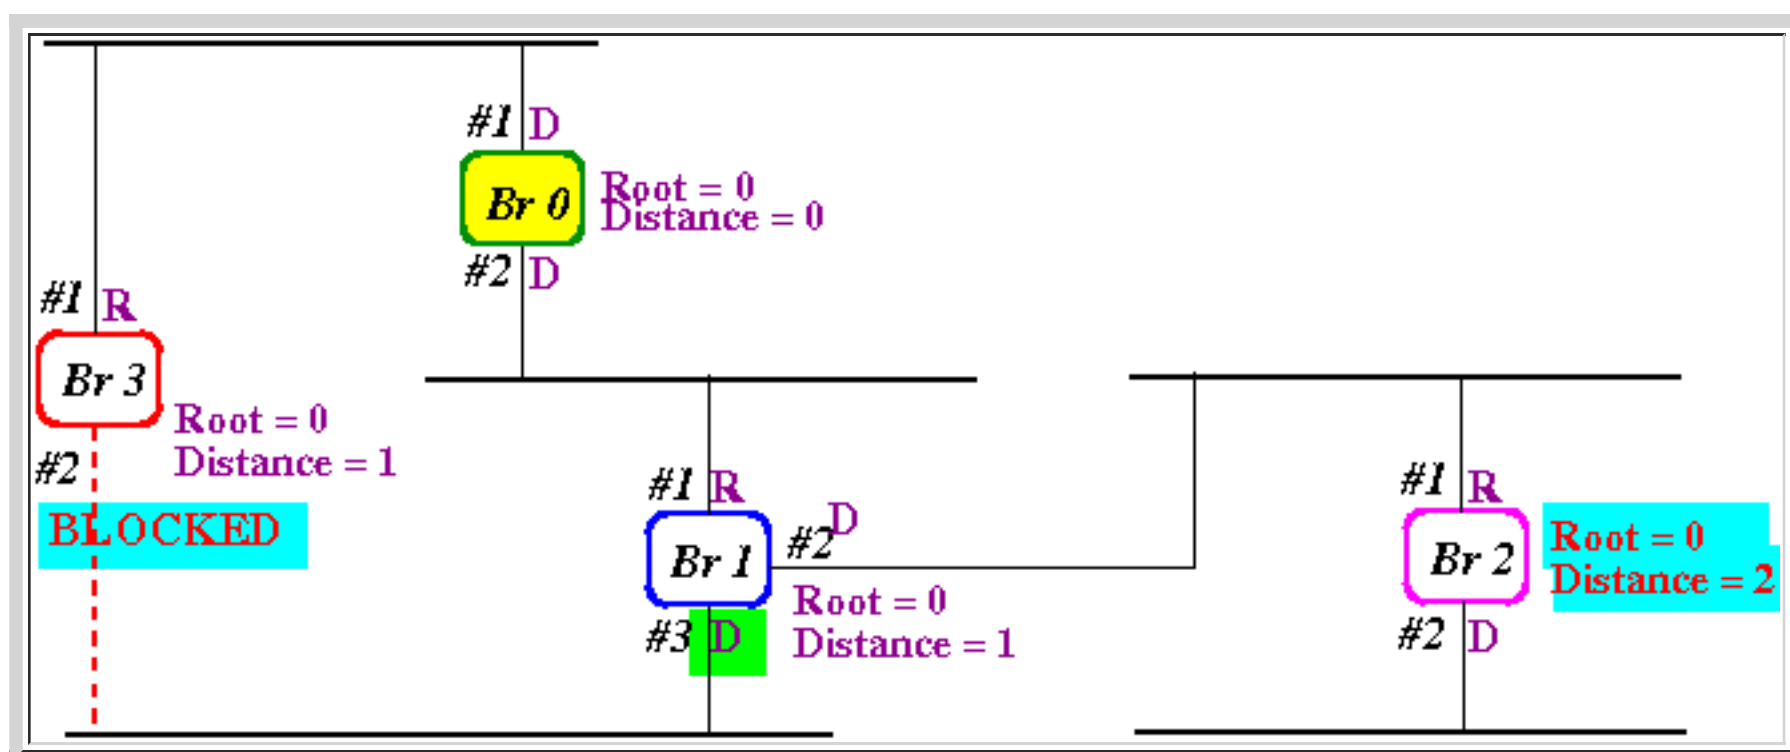 #1 D
Br 0
Root = 0
Distance = 0
#2 D
#1 R
Br 3
Root = 0
Distance = 1
#2
BLOCKED
#1 R
Br 1
#2 D
Root = 0
Distance = 1
#3 D
#1 R
Br 2
Root = 0
Distance = 2
#2 D